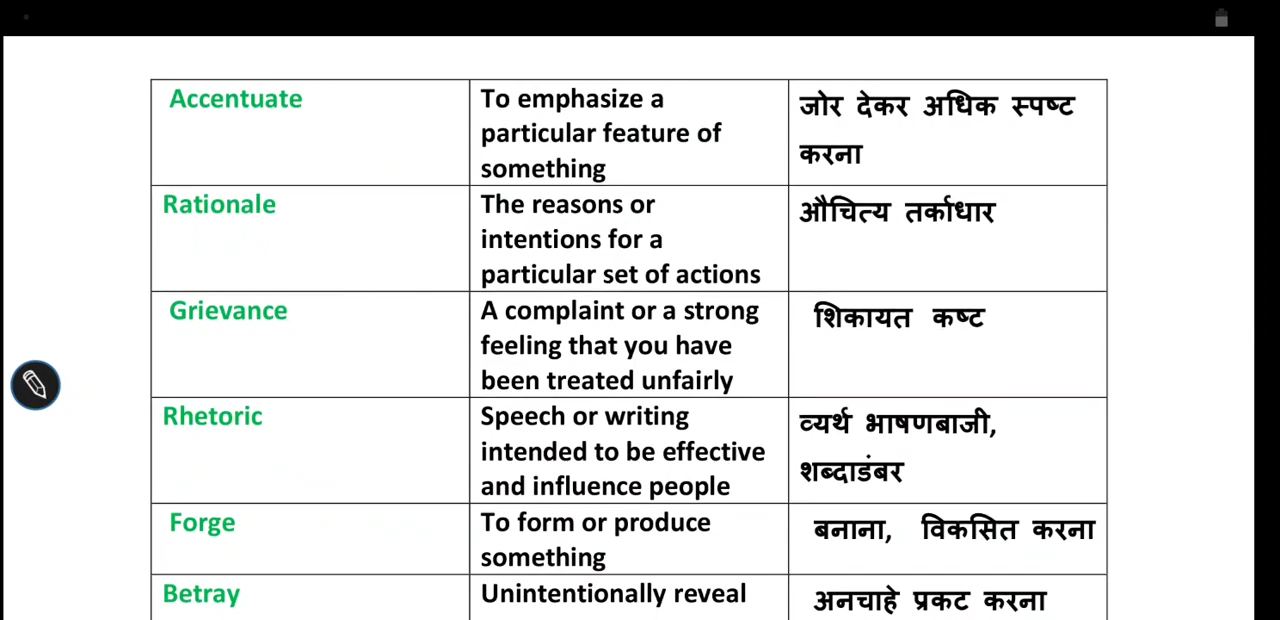 Accentuate
To emphasize a
particular feature of
something
जोर देकर अधिक स्पष्ट
करना
Rationale
The reasons or
intentions for a
particular set of actions
औचित्य तर्काधार
Grievance
A complaint or a strong
feeling that you have
been treated unfairly
शिकायत कष्ट
Rhetoric
Speech or writing
intended to be effective
and influence people
व्यर्थ भाषणबाजी,
शब्दाडंबर
Forge
To form or produce
something
बनाना, विकसित करना
Betray
Unintentionally reveal
अनचाहे प्रकट करना